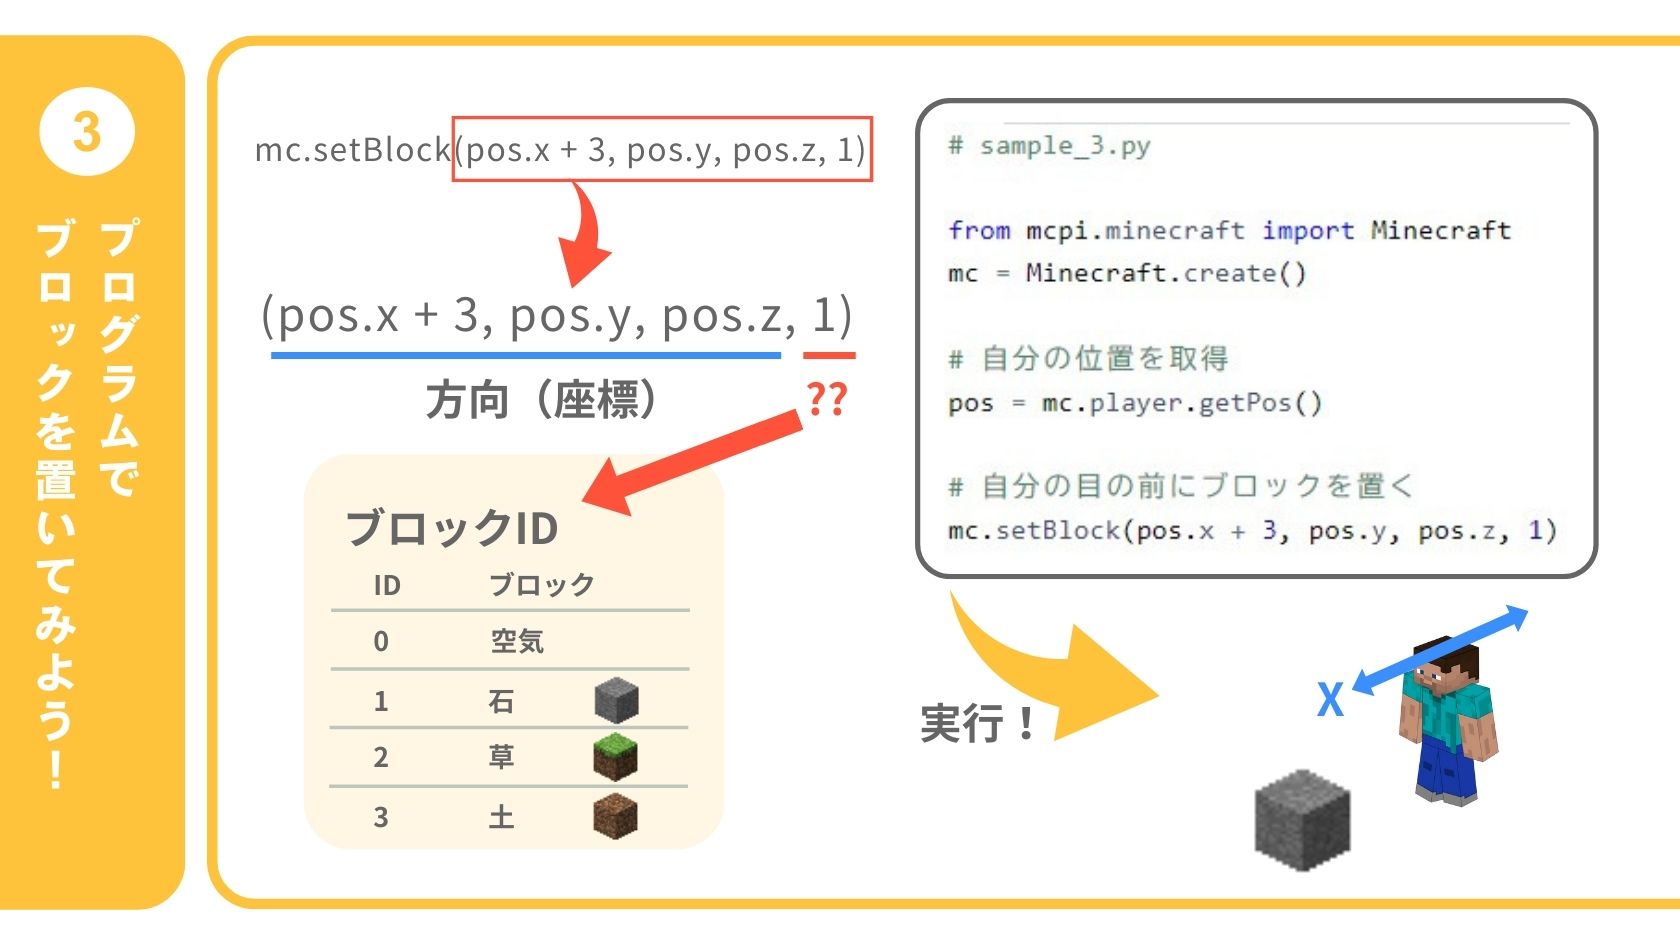 3
プログラムで
ブロックを置いてみよう！
mc.setBlock(pos.x + 3, pos.y, pos.z, 1)
(pos.x + 3, pos.y, pos.z, 1)
方向（座標） ??
ブロックID
ID ブロック
0 空気
1 石
2 草
3 土
# sample_3.py
from mcpi.minecraft import Minecraft
mc = Minecraft.create()
# 自分の位置を取得
pos = mc.player.getPos()
# 自分の目の前にブロックを置く
mc.setBlock(pos.x + 3, pos.y, pos.z, 1)
実行！
X